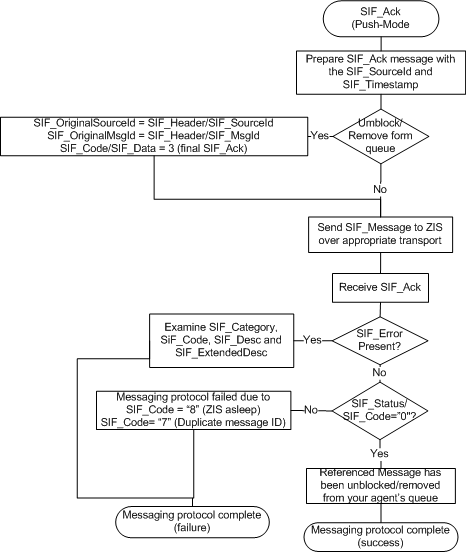 SIF_Ack
(Push-Mode
Prepare SIF_Ack message with
the SIF_SourceId and
SIF_Timestamp
Umblock/
Remove form
queue
Yes
SIF_OriginalSourceId = SIF_Header/SIF_SourceId
SIF_OriginalMsgId = SIF_Header/SIF_MsgId
SIF_Code/SIF_Data = 3 (final SIF_Ack)
No
Send SIF_Message to ZIS
over appropriate transport
Receive SIF_Ack
SIF_Error
Present?
Yes
Examine SIF_Category,
SiF_Code, SIF_Desc and
SIF_ExtendedDesc
No
SIF_Status/
SIF_Code="0"?
No
Messaging protocol failed due to
SIF_Code = “8” (ZIS asleep)
SIF_Code= “7” (Duplicate message ID)
Yes
Referenced Message has
been unblocked/removed
from your agent’s queue
Messaging protocol complete
(failure)
Messaging protocol complete
(success)